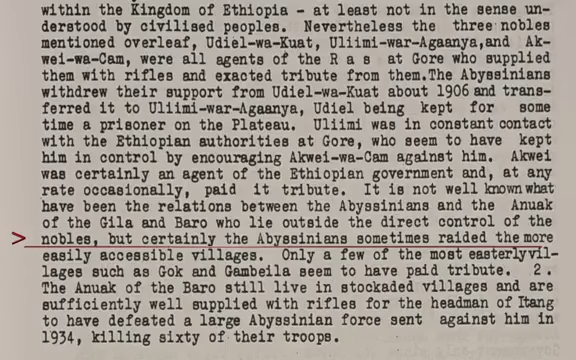 within the Kingdom of Ethiopia - at least not in the sense un-
derstood by civilised peoples. Nevertheless the three nobles
mentioned overleaf, Udiel-wa-Kuat, Uliimi-war-Agaanya,and Ak-
wei-wa-Cam, were all agents of the R a s at Gore who supplied
them with rifles and exacted tribute from them.The Abyssinians
withdrew their support from Udiel-wa-Kuat about 1906 and trans-
ferred it to Uliimi-war-Agaanya, Udiel being kept for some
time a prisoner on the Plateau. Uliimi was in constant contact
with the Ethiopian authorities at Gore, who seem to have kept
him in control by encouraging Akwei-wa-Cam against him. Akwei
was certainly an agent of the Ethiopian government and, at any
rate occasionally, paid it tribute. It is not well known what
have been the relations between the Abyssinians and the Anuak
of the Gila and Baro who lie outside the direct control of the
> nobles, but certainly the Abyssinians sometimes raided the more
easily accessible villages. Only a few of the most easterlyvil-
lages such as Gok and Gambeila seem to have paid tribute. 2.
The Anuak of the Baro still live in stockaded villages and are
sufficiently well supplied with rifles for the headman of Itang
to have defeated a large Abyssinian force sent against him in
1934, killing sixty of their troops.